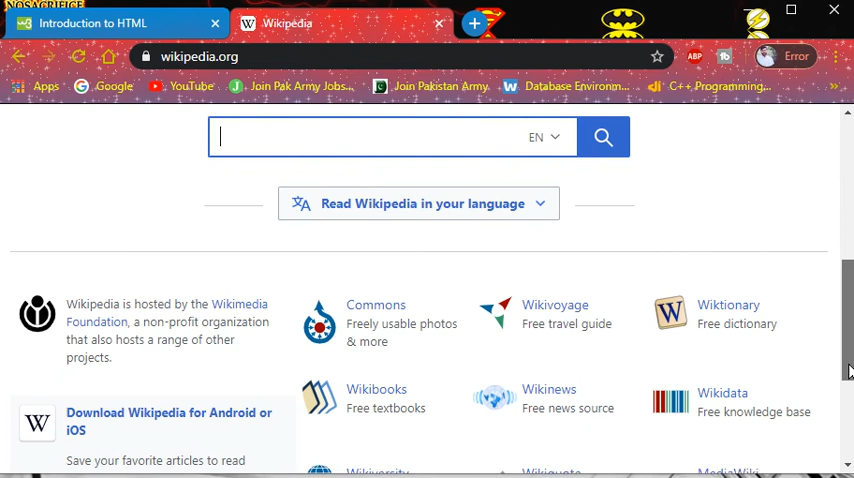 NOSACRIFICE
Introduction to HTML
Wikipedia
wikipedia.org
Error
Apps
Google
YouTube
Join Pak Army Jobs...
Join Pakistan Army
Database Environm...
C++ Programming,...
EN
Read Wikipedia in your language
Wikipedia is hosted by the Wikimedia
Foundation, a non-profit organization
that also hosts a range of other
projects.
Download Wikipedia for Android or
iOS
Save your favorite articles to read
Commons
Freely usable photos
& more
Wikivoyage
Free travel guide
Wiktionary
Free dictionary
Wikibooks
Free textbooks
Wikinews
Free news source
Wikidata
Free knowledge base
Wikiversity
Wikiquote
MediaWiki